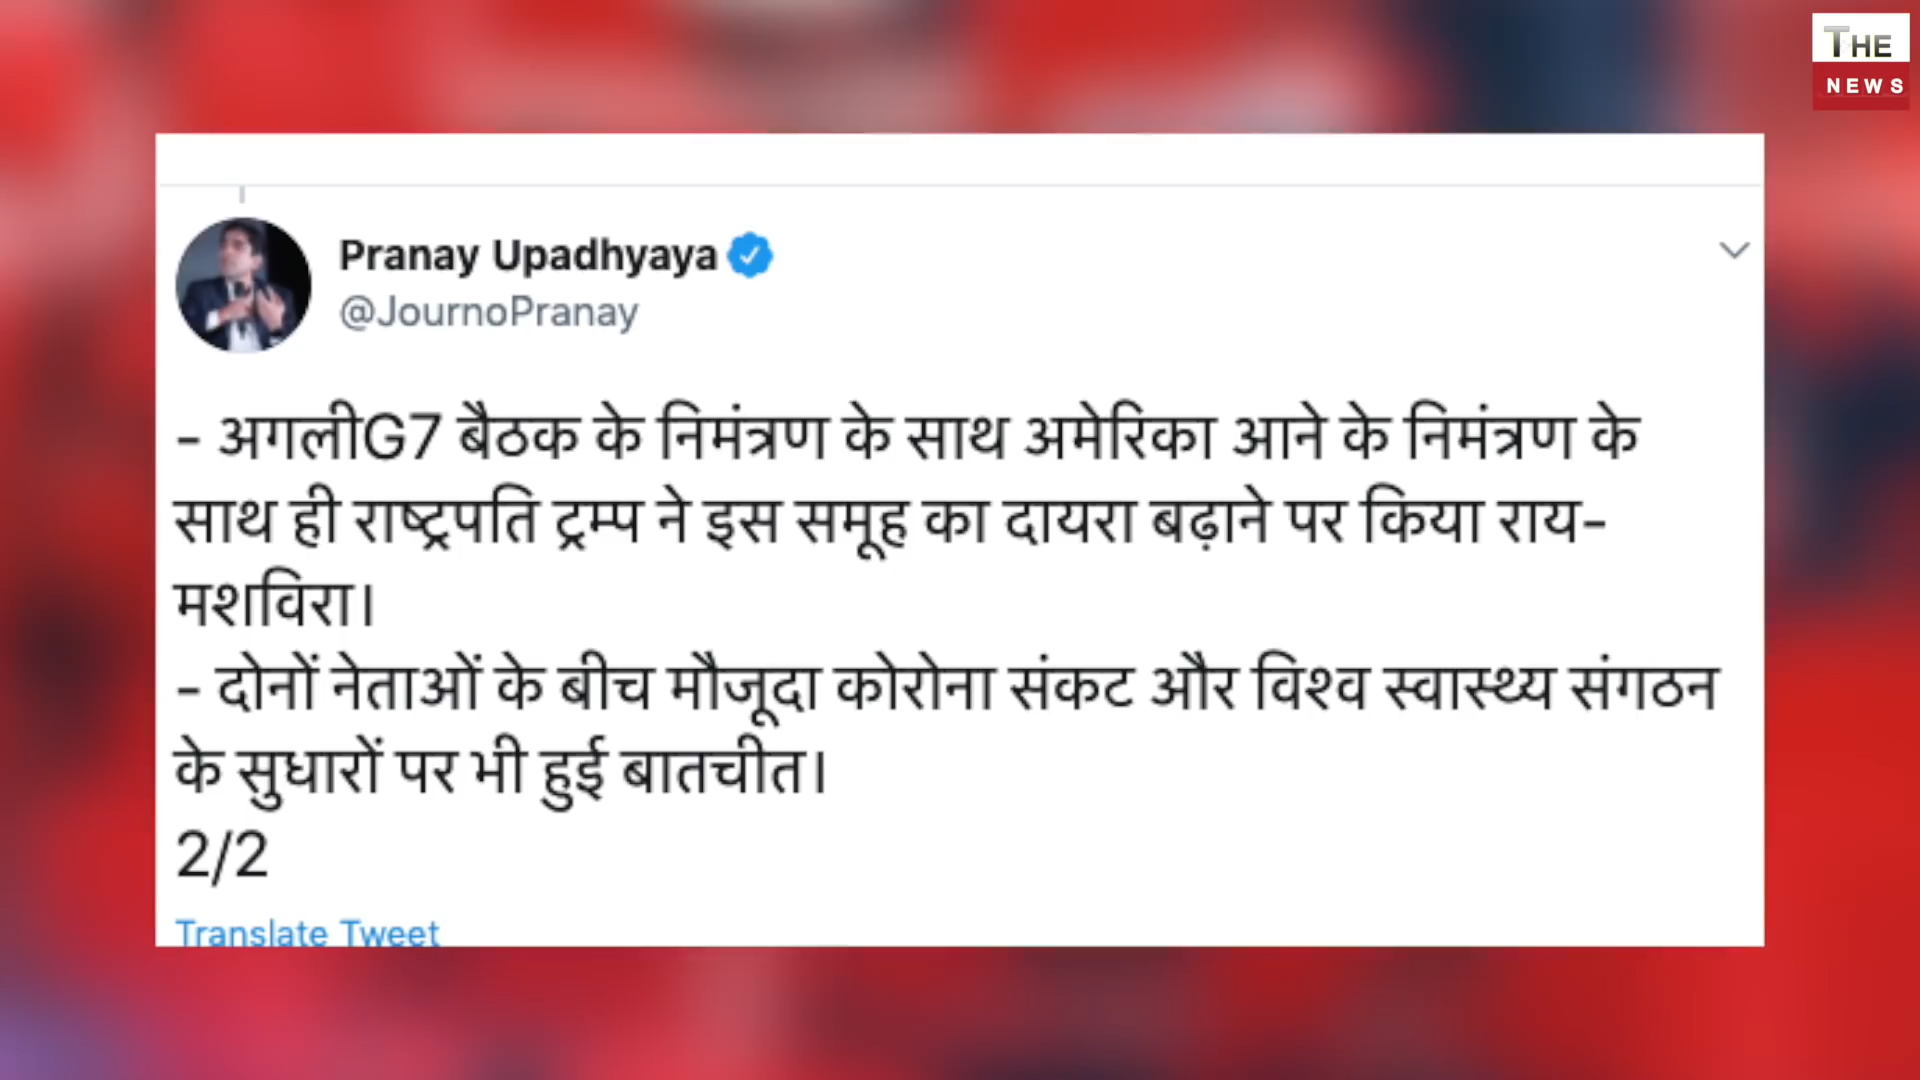 THE
NEWS
Pranay Upadhyaya
@JournoPranay
- अगलीG7 बैठक के निमंत्रण के साथ अमेरिका आने के निमंत्रण के
साथ ही राष्ट्रपति ट्रम्प ने इस समूह का दायरा बढ़ाने पर किया राय-
मशविरा।
- दोनों नेताओं के बीच मौजूदा कोरोना संकट और विश्व स्वास्थ्य संगठन
के सुधारों पर भी हुई बातचीत।
2/2
Translate Tweet